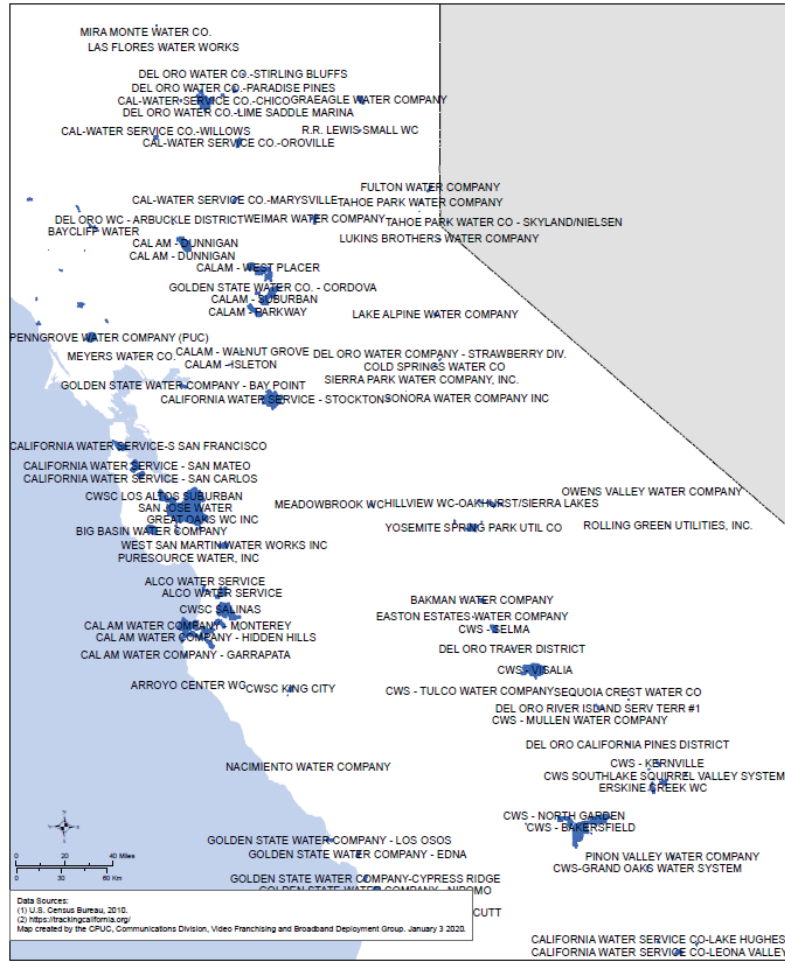 MIRA MONTE WATER CO.
LAS FLORES WATER WORKS
DEL ORO WATER CO.-STIRLING BLUFFS
DEL ORO WATER CO.-PARADISE PINES
CAL-WATER SERVICE CO.-CHICO
GRAEAGLE WATER COMPANY
DEL ORO WATER CO.-LIME SADDLE MARINA
CAL-WATER SERVICE CO.-WILLOWS
R.R. LEWIS-SMALL WC
CAL-WATER SERVICE CO.-OROVILLE
FULTON WATER COMPANY
CAL-WATER SERVICE CO.-MARYSVILLE
TAHOE PARK WATER COMPANY
DEL ORO WC - ARBUCKLE DISTRICT
WEIMAR WATER COMPANY
TAHOE PARK WATER CO - SKYLAND/NIELSEN
BAYCLIFF WATER
CAL AM - DUNNIGAN
LUKINS BROTHERS WATER COMPANY
CAL AM - DUNNIGAN
CALAM - WEST PLACER
GOLDEN STATE WATER CO. - CORDOVA
CALAM - SUBURBAN
CALAM - PARKWAY
LAKE ALPINE WATER COMPANY
PENNGROVE WATER COMPANY (PUC)
MEYERS WATER CO.
CALAM - WALNUT GROVE
DEL ORO WATER COMPANY - STRAWBERRY DIV.
CALAM - ISLETON
COLD SPRINGS WATER CO
SIERRA PARK WATER COMPANY, INC.
GOLDEN STATE WATER COMPANY - BAY POINT
CALIFORNIA WATER SERVICE - STOCKTON
SONORA WATER COMPANY INC
CALIFORNIA WATER SERVICE-S SAN FRANCISCO
CALIFORNIA WATER SERVICE - SAN MATEO
CALIFORNIA WATER SERVICE - SAN CARLOS
CWSC LOS ALTOS SUBURBAN
OWENS VALLEY WATER COMPANY
SAN JOSE WATER
MEADOWBROOK WC
HILLVIEW WC-OAKHURST/SIERRA LAKES
GREAT OAKS WC INC
BIG BASIN WATER COMPANY
YOSEMITE SPRING PARK UTIL CO
ROLLING GREEN UTILITIES, INC.
WEST SAN MARTIN WATER WORKS INC
PURESOURCE WATER, INC
ALCO WATER SERVICE
ALCO WATER SERVICE
BAKMAN WATER COMPANY
CWSC SALINAS
EASTON ESTATES WATER COMPANY
CAL AM WATER COMPANY - MONTEREY
CWS - SELMA
CAL AM WATER COMPANY - HIDDEN HILLS
DEL ORO TRAVER DISTRICT
CAL AM WATER COMPANY - GARRAPATA
CWS - VISALIA
ARROYO CENTER WC
CWSC KING CITY
CWS - TULCO WATER COMPANY
SEQUOIA CREST WATER CO
DEL ORO RIVER ISLAND SERV TERR #1
CWS - MULLEN WATER COMPANY
DEL ORO CALIFORNIA PINES DISTRICT
NACIMIENTO WATER COMPANY
CWS - KERNVILLE
CWS SOUTHLAKE SQUIRREL VALLEY SYSTEM
ERSKINE CREEK WC
CWS - NORTH GARDEN
CWS - BAKERSFIELD
GOLDEN STATE WATER COMPANY - LOS OSOS
GOLDEN STATE WATER COMPANY - EDNA
PINON VALLEY WATER COMPANY
CWS-GRAND OAKS WATER SYSTEM
GOLDEN STATE WATER COMPANY-CYPRESS RIDGE
GOLDEN STATE WATER COMPANY - NIPOMO
CUTT
CALIFORNIA WATER SERVICE CO-LAKE HUGHES
CALIFORNIA WATER SERVICE CO-LEONA VALLEY
0 20 40 Miles
0 30 60 Km
Data Sources:
(1) U.S. Census Bureau, 2010.
(2) https://trackingcalifornia.org/
Map created by the CPUC, Communications Division, Video Franchising and Broadband Deployment Group. January 3 2020.